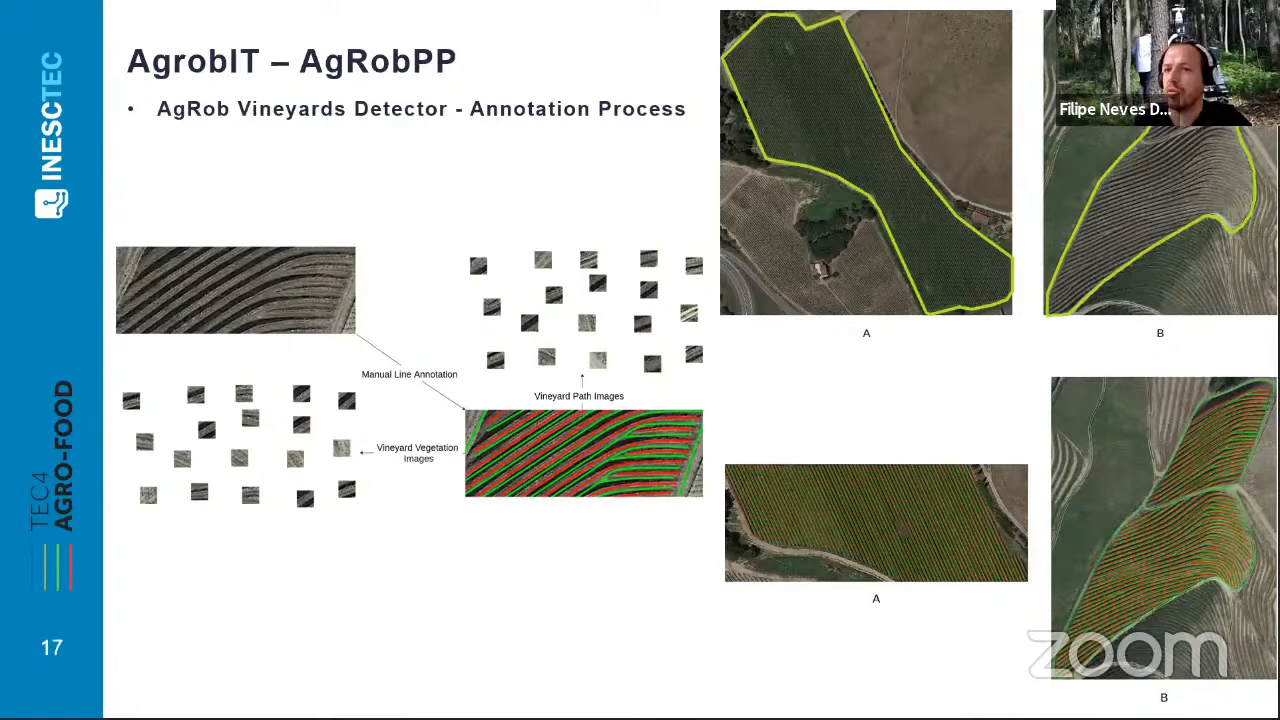 INESCTEC
TEC4
AGRO-FOOD
17
AgrobIT – AgRobPP
• AgRob Vineyards Detector - Annotation Process
Manual Line Annotation
Vineyard Path Images
Vineyard Vegetation
Images
A
B
A
B
Filipe Neves D...
zoom